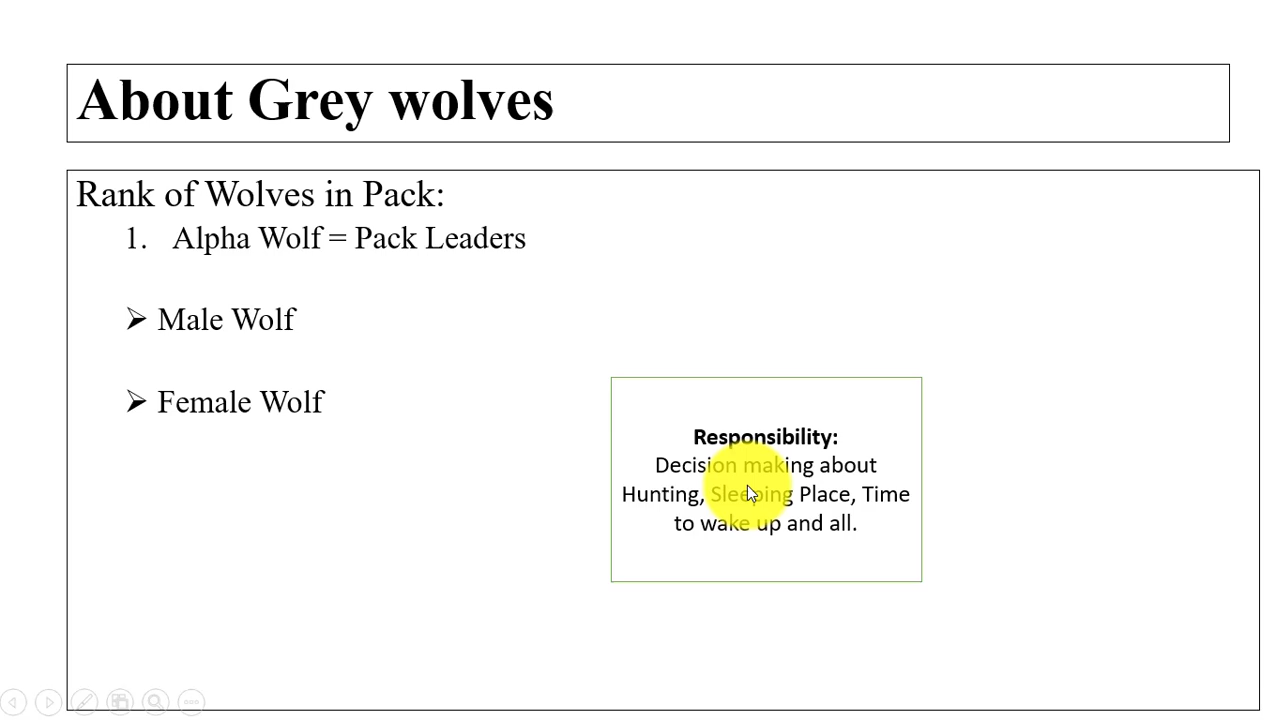 About Grey wolves
Rank of Wolves in Pack:
1. Alpha Wolf = Pack Leaders
➢ Male Wolf
➢ Female Wolf
Responsibility:
Decision making about
Hunting, Sleeping Place, Time
to wake up and all.